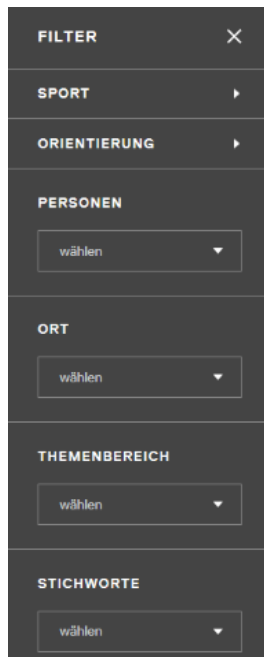 FILTER
SPORT
ORIENTIERUNG
PERSONEN
wählen
ORT
wählen
THEMENBEREICH
wählen
STICHWORTE
wählen